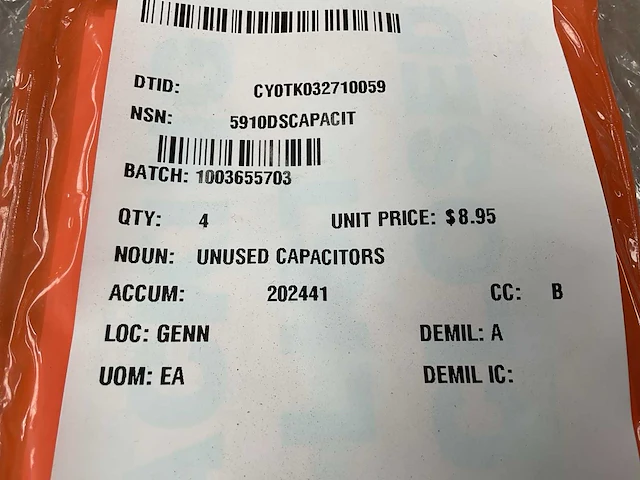 DTID: CY0TK032710059
NSN: 5910DSCAPACIT
BATCH: 1003655703
QTY: 4 UNIT PRICE: $8.95
NOUN: UNUSED CAPACITORS
ACCUM: 202441 CC: B
LOC: GENN DEMIL: A
UOM: EA DEMIL IC: